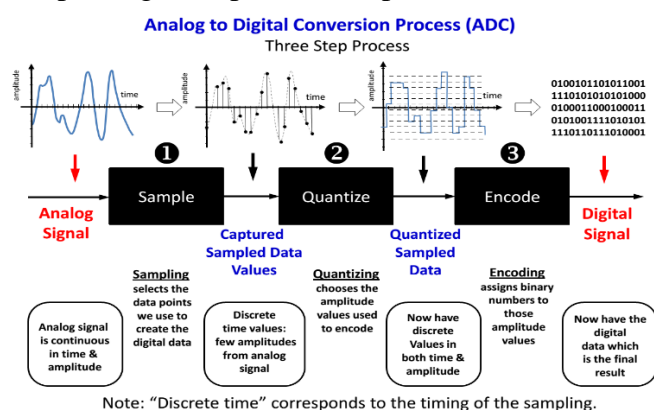 Analog to Digital Conversion Process (ADC)
Three Step Process
amplitude
time
amplitude
time
amplitude
time
0100101101011001
1110101010101000
0100011000100011
0101001111010101
1110110111010001
1
2
3
Sample
Quantize
Encode
Analog
Signal
Captured
Sampled Data
Values
Quantized
Sampled
Data
Digital
Signal
Sampling
selects the
data points
we use to
create the
digital data
Quantizing
chooses the
amplitude
values used
to encode
Encoding
assigns binary
numbers to
those
amplitude
values
Analog signal
is continuous
in time &
amplitude
Discrete
time values:
few amplitudes
from analog
signal
Now have
discrete
Values in
both time &
amplitude
Now have the
digital
data which
is the final
result
Note: “Discrete time” corresponds to the timing of the sampling.